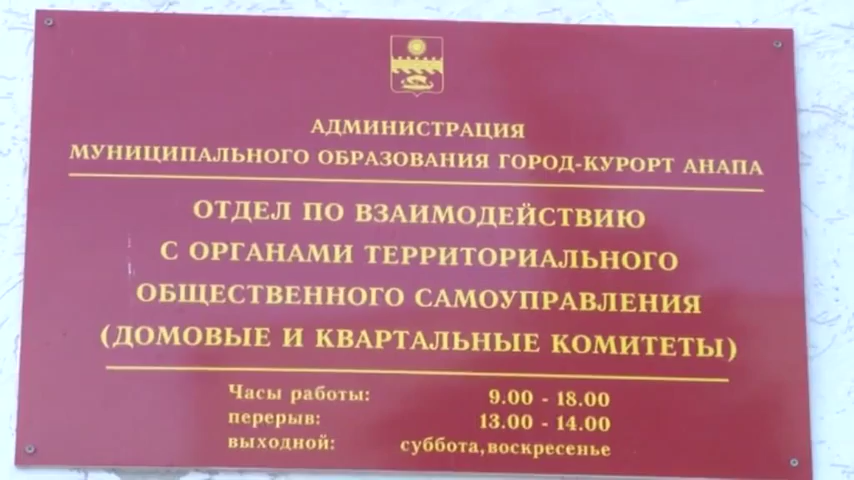 АДМИНИСТРАЦИЯ
МУНИЦИПАЛЬНОГО ОБРАЗОВАНИЯ ГОРОД-КУРОРТ АНАПА
ОТДЕЛ ПО ВЗАИМОДЕЙСТВИЮ
С ОРГАНАМИ ТЕРРИТОРИАЛЬНОГО
ОБЩЕСТВЕННОГО САМОУПРАВЛЕНИЯ
(ДОМОВЫЕ И КВАРТАЛЬНЫЕ КОМИТЕТЫ)
Часы работы: 9.00 - 18.00
перерыв: 13.00 - 14.00
выходной: суббота,воскресенье